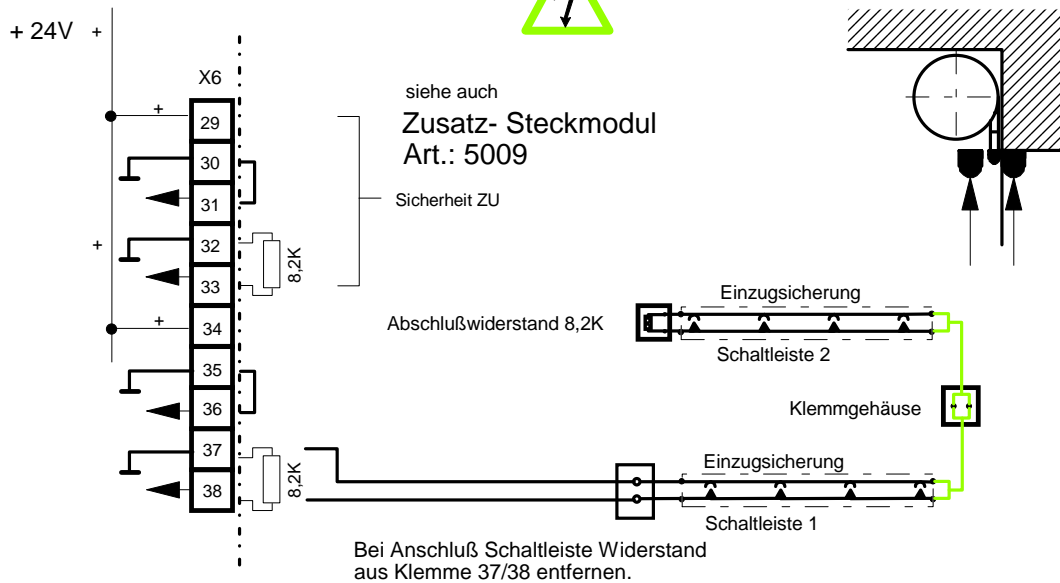 + 24V +
X6
+
29
30
31
32
33
34
35
36
37
38
+
+
8,2K
8,2K
siehe auch
Zusatz- Steckmodul
Art.: 5009
Sicherheit ZU
Abschlußwiderstand 8,2K
Einzugsicherung
Schaltleiste 2
Klemmgehäuse
Einzugsicherung
Schaltleiste 1
Bei Anschluß Schaltleiste Widerstand
aus Klemme 37/38 entfernen.